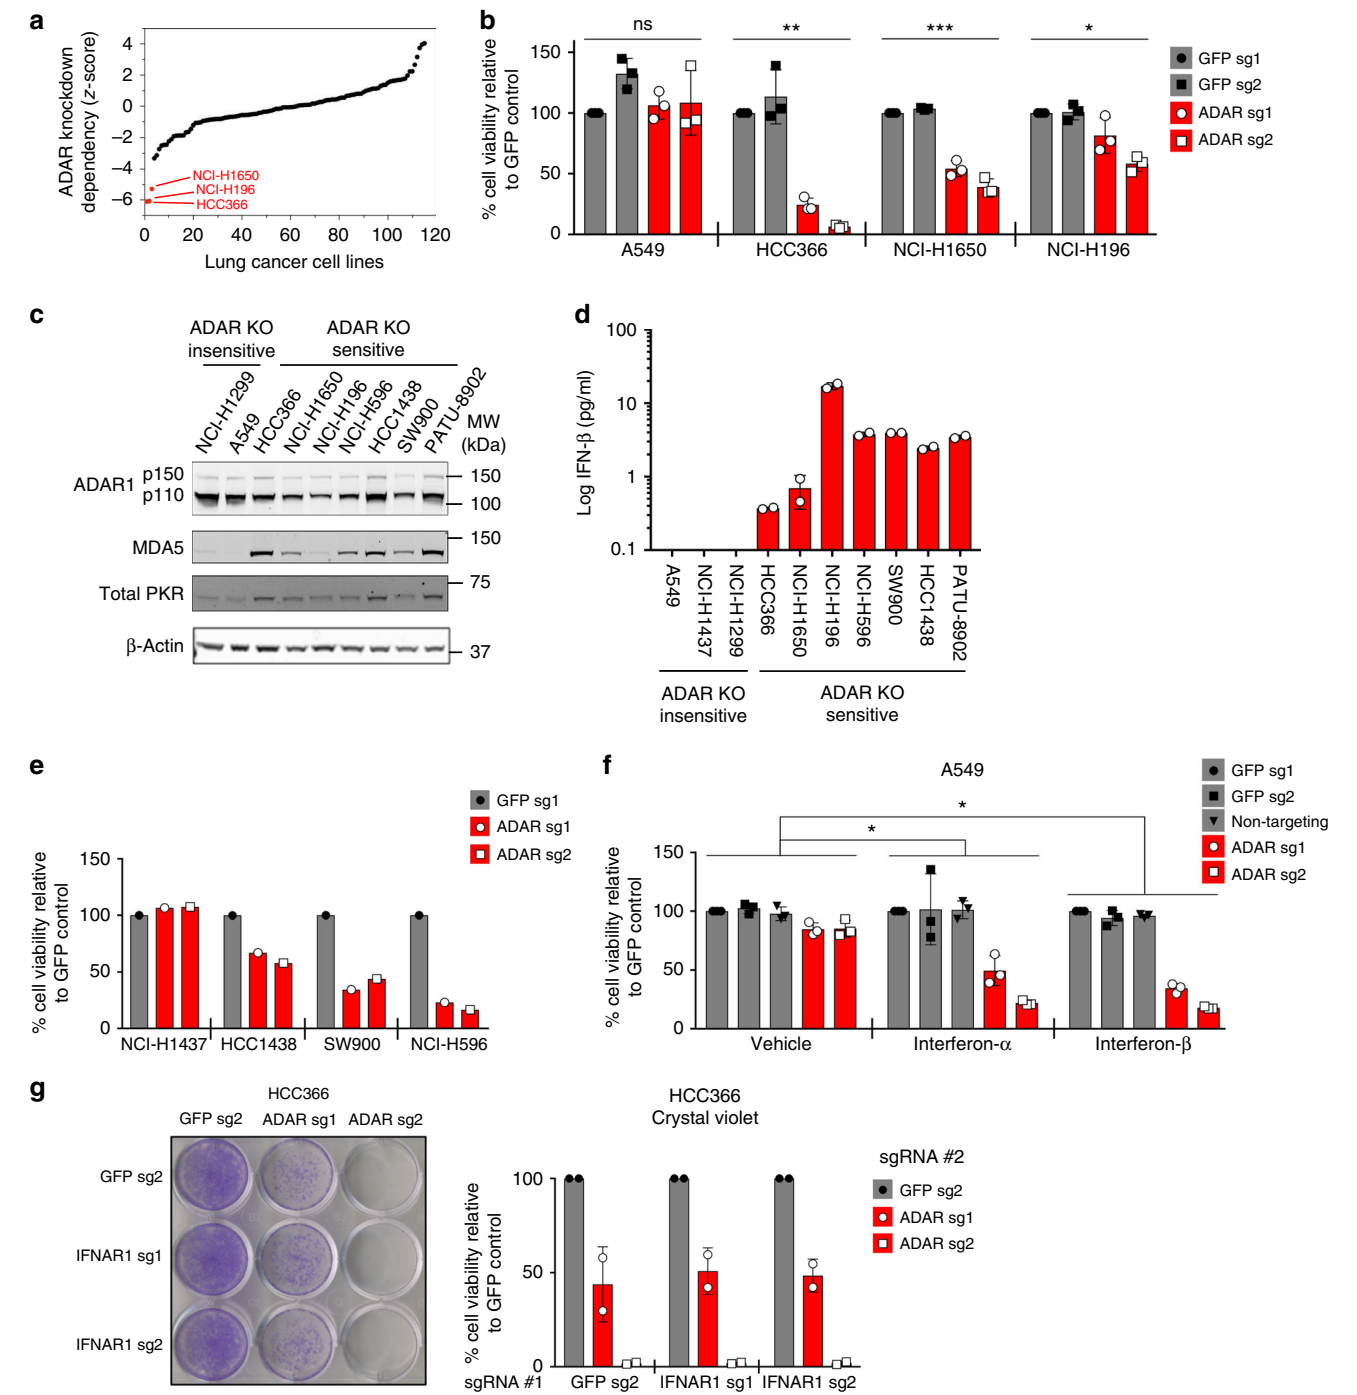 a
ADAR knockdown
dependency (z-score)
4
2
0
−2
−4
−6
NCI-H1650
NCI-H196
HCC366
0 20 40 60 80 100 120
Lung cancer cell lines
b
% cell viability relative
to GFP control
150
100
50
0
ns ** *** *
A549 HCC366 NCI-H1650 NCI-H196
GFP sg1
GFP sg2
ADAR sg1
ADAR sg2
c
ADAR KO
insensitive
ADAR KO
sensitive
NCI-H1299
A549
HCC366
NCI-H1650
NCI-H196
NCI-H596
HCC1438
SW900
PATU-8902
MW
(kDa)
ADAR1
p150
p110
150
100
MDA5
150
Total PKR
75
β-Actin
37
d
Log IFN-β (pg/ml)
100
10
1
0.1
A549
NCI-H1437
NCI-H1299
HCC366
NCI-H1650
NCI-H196
NCI-H596
SW900
HCC1438
PATU-8902
ADAR KO
insensitive
ADAR KO
sensitive
e
% cell viability relative
to GFP control
150
100
50
0
NCI-H1437 HCC1438 SW900 NCI-H596
GFP sg1
ADAR sg1
ADAR sg2
f
A549
% cell viability relative
to GFP control
150
100
50
0
*
*
Vehicle Interferon-α Interferon-β
GFP sg1
GFP sg2
Non-targeting
ADAR sg1
ADAR sg2
g
HCC366
GFP sg2 ADAR sg1 ADAR sg2
GFP sg2
IFNAR1 sg1
IFNAR1 sg2
HCC366
Crystal violet
% cell viability relative
to GFP control
100
50
0
sgRNA #1 GFP sg2 IFNAR1 sg1 IFNAR1 sg2
sgRNA #2
GFP sg2
ADAR sg1
ADAR sg2